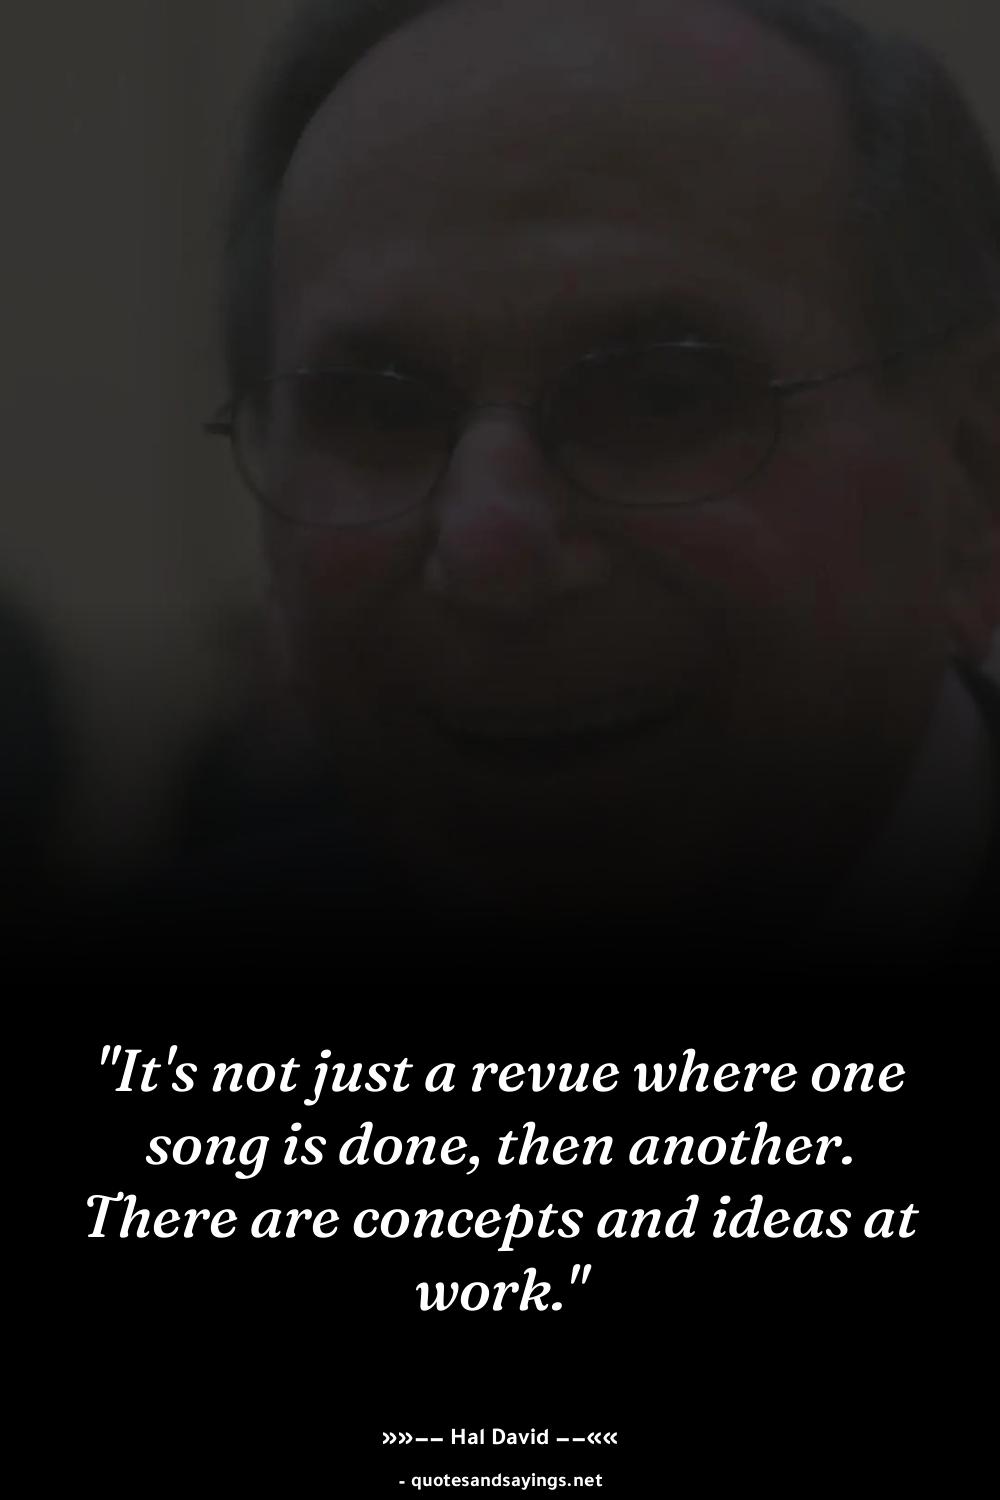 "It's not just a revue where one
song is done, then another.
There are concepts and ideas at
work."
»»–– Hal David ––««
- quotesandsayings.net